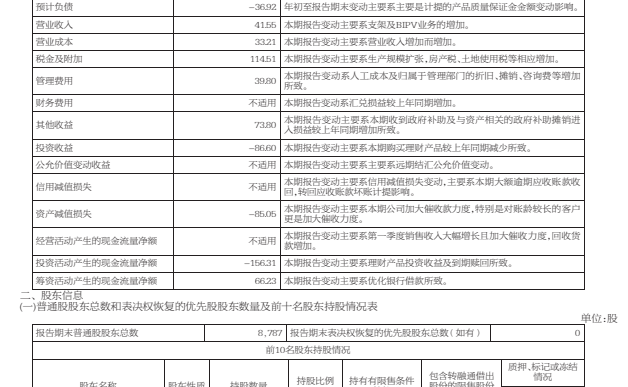 预计负债 -36.92 年初至报告期末变动主要系主要是计提的产品质量保证金金额变动影响。
营业收入 41.55 本期报告变动主要系支架及BIPV业务的增加。
营业成本 33.21 本期报告变动主要系营业收入增加而增加。
税金及附加 114.51 本期报告变动主要系生产规模扩张,房产税、土地使用税等相应增加。
管理费用 39.80 本期报告变动系人工成本及归属于管理部门的折旧、摊销、咨询费等增加
所致。
财务费用 不适用 本期报告变动系汇兑损益较上年同期增加。
其他收益 73.80 本期报告变动主要系本期收到政府补助及与资产相关的政府补助摊销进
入损益较上年同期增加所致。
投资收益 -86.60 本期报告变动主要系本期购买理财产品较上年同期减少所致。
公允价值变动收益 不适用 本期报告变动主要系主要系远期结汇公允价值变动。
信用减值损失 不适用 本期报告变动主要系信用减值损失变动,主要系本期大额逾期应收账款收
回,转回应收账款坏账计提影响。
资产减值损失 -85.05 本期报告变动主要系本期公司加大催收款力度,特别是对账龄较长的客户
更是加大催收力度。
经营活动产生的现金流量净额 不适用 本期报告变动主要系第一季度销售收入大幅增长且加大催收力度,回收货
款增加。
投资活动产生的现金流量净额 -156.31 本期报告变动主要系理财产品投资收益及到期赎回所致。
筹资活动产生的现金流量净额 66.23 本期报告变动主要系优化银行借款所致。
二、股东信息
(一)普通股股东总数和表决权恢复的优先股股东数量及前十名股东持股情况表
单位:股
报告期末普通股股东总数 8,787 报告期末表决权恢复的优先股股东总数(如有) 0
前10名股东持股情况
股东名称 股东性质 持股数量 持股比例 持有有限售条件 包含转融通借出
股份的限售股份 质押、标记或冻结
情况